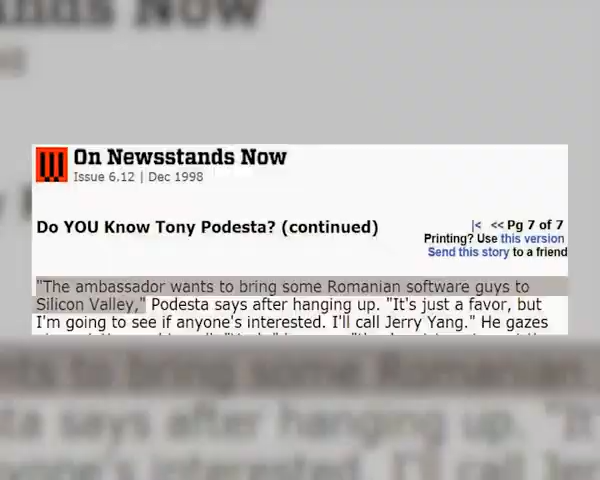 On Newsstands Now
Issue 6.12 | Dec 1998
Do YOU Know Tony Podesta? (continued)
|< << Pg 7 of 7
Printing? Use this version
Send this story to a friend
"The ambassador wants to bring some Romanian software guys to
Silicon Valley," Podesta says after hanging up. "It's just a favor, but
I'm going to see if anyone's interested. I'll call Jerry Yang." He gazes